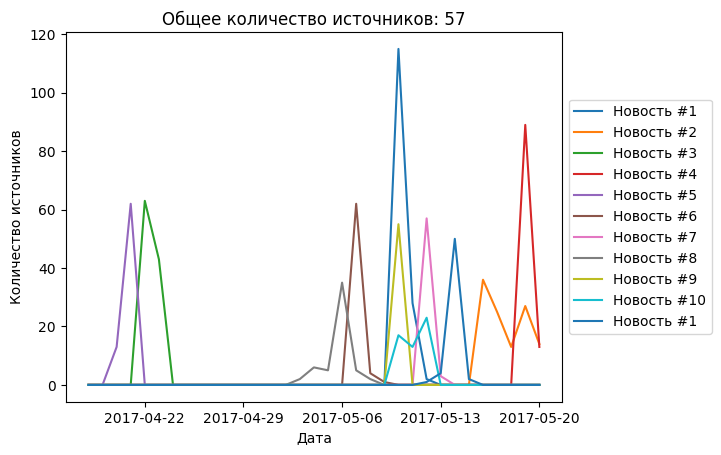 Общее количество источников: 57
Количество источников
120
100
80
60
40
20
0
2017-04-22
2017-04-29
2017-05-06
2017-05-13
2017-05-20
Дата
Новость #1
Новость #2
Новость #3
Новость #4
Новость #5
Новость #6
Новость #7
Новость #8
Новость #9
Новость #10
Новость #1